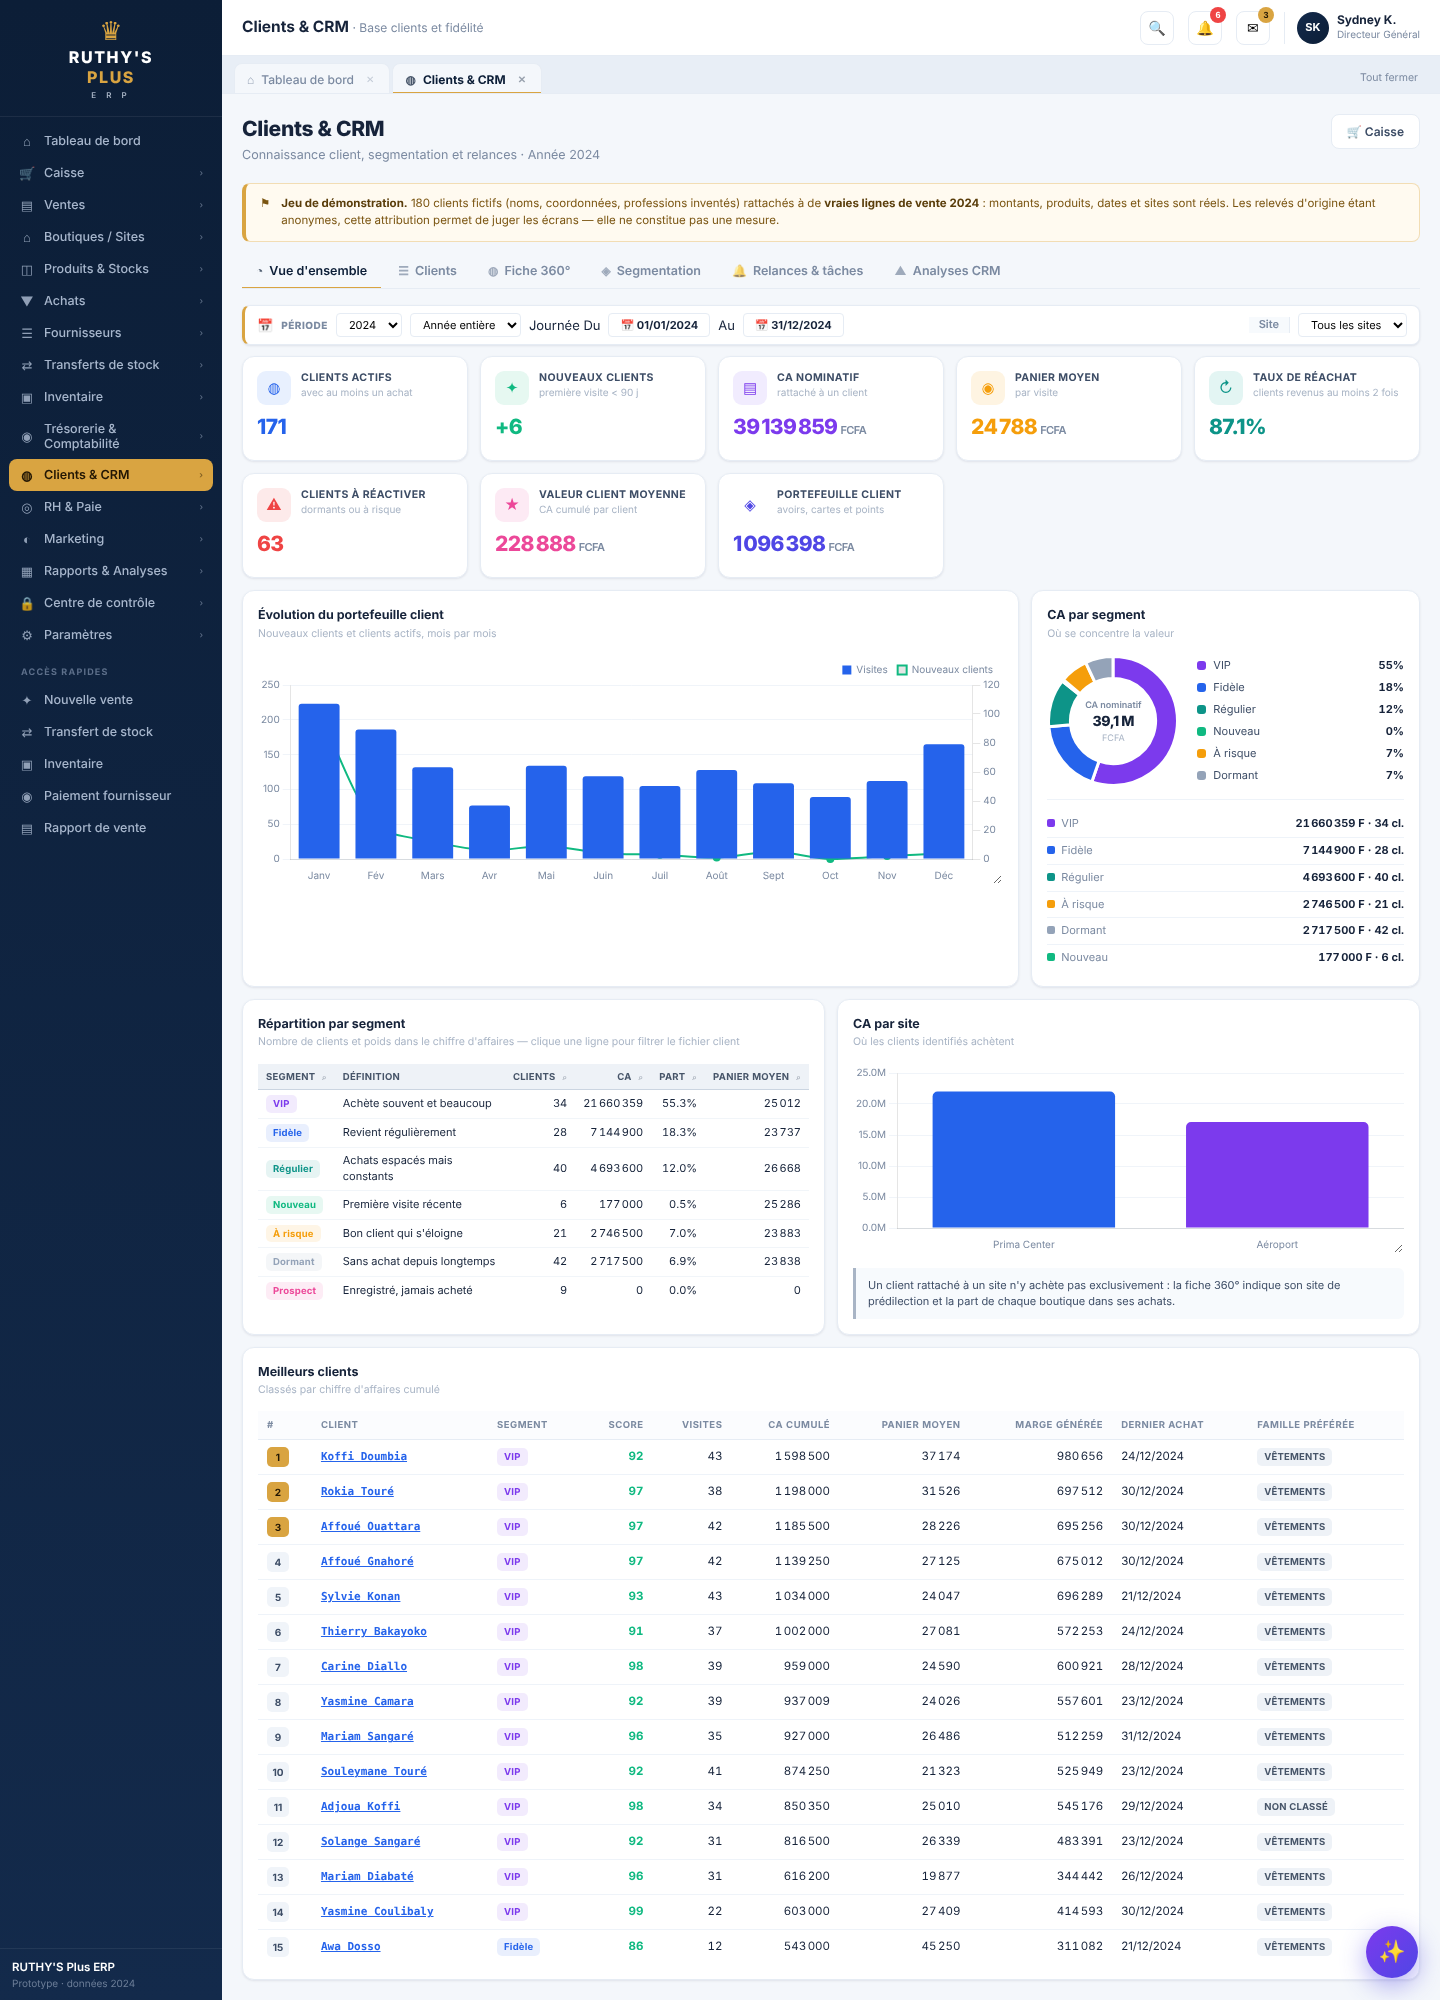 RUTHY'S
PLUS
E R P
Tableau de bord
Caisse
Ventes
Boutiques / Sites
Produits & Stocks
Achats
Fournisseurs
Transferts de stock
Inventaire
Trésorerie &
Comptabilité
Clients & CRM
RH & Paie
Marketing
Rapports & Analyses
Centre de contrôle
Paramètres
ACCÈS RAPIDES
Nouvelle vente
Transfert de stock
Inventaire
Paiement fournisseur
Rapport de vente
RUTHY'S Plus ERP
Prototype · données 2024
Clients & CRM · Base clients et fidélité
6
3
SK
Sydney K.
Directeur Général
Tableau de bord ×
Clients & CRM ×
Tout fermer
Clients & CRM
Connaissance client, segmentation et relances · Année 2024
Caisse
Jeu de démonstration. 180 clients fictifs (noms, coordonnées, professions inventés) rattachés à de vraies lignes de vente 2024 : montants, produits, dates et sites sont réels. Les relevés d'origine étant
anonymes, cette attribution permet de juger les écrans — elle ne constitue pas une mesure.
Vue d'ensemble
Clients
Fiche 360°
Segmentation
Relances & tâches
Analyses CRM
PÉRIODE 2024 Année entière Journée Du 01/01/2024 Au 31/12/2024 Site Tous les sites
CLIENTS ACTIFS
avec au moins un achat
171
NOUVEAUX CLIENTS
première visite < 90 j
+6
CA NOMINATIF
rattaché à un client
39 139 859 FCFA
PANIER MOYEN
par visite
24 788 FCFA
TAUX DE RÉACHAT
clients revenus au moins 2 fois
87.1%
CLIENTS À RÉACTIVER
dormants ou à risque
63
VALEUR CLIENT MOYENNE
CA cumulé par client
228 888 FCFA
PORTEFEUILLE CLIENT
avoirs, cartes et points
1 096 398 FCFA
Évolution du portefeuille client
Nouveaux clients et clients actifs, mois par mois
Visites Nouveaux clients
250 120
200 100
150 80
100 60
50 40
0 20
0
Janv Fév Mars Avr Mai Juin Juil Août Sept Oct Nov Déc
CA par segment
Où se concentre la valeur
CA nominatif
39,1 M
FCFA
VIP 55%
Fidèle 18%
Régulier 12%
Nouveau 0%
À risque 7%
Dormant 7%
VIP 21 660 359 F · 34 cl.
Fidèle 7 144 900 F · 28 cl.
Régulier 4 693 600 F · 40 cl.
À risque 2 746 500 F · 21 cl.
Dormant 2 717 500 F · 42 cl.
Nouveau 177 000 F · 6 cl.
Répartition par segment
Nombre de clients et poids dans le chiffre d'affaires — clique une ligne pour filtrer le fichier client
SEGMENT DÉFINITION CLIENTS CA PART PANIER MOYEN
VIP Achète souvent et beaucoup 34 21 660 359 55.3% 25 012
Fidèle Revient régulièrement 28 7 144 900 18.3% 23 737
Régulier Achats espacés mais
constants 40 4 693 600 12.0% 26 668
Nouveau Première visite récente 6 177 000 0.5% 25 286
À risque Bon client qui s'éloigne 21 2 746 500 7.0% 23 883
Dormant Sans achat depuis longtemps 42 2 717 500 6.9% 23 838
Prospect Enregistré, jamais acheté 9 0 0.0% 0
CA par site
Où les clients identifiés achètent
25.0M
20.0M
15.0M
10.0M
5.0M
0.0M
Prima Center Aéroport
Un client rattaché à un site n'y achète pas exclusivement : la fiche 360° indique son site de
prédilection et la part de chaque boutique dans ses achats.
Meilleurs clients
Classés par chiffre d'affaires cumulé
# CLIENT SEGMENT SCORE VISITES CA CUMULÉ PANIER MOYEN MARGE GÉNÉRÉE DERNIER ACHAT FAMILLE PRÉFÉRÉE
1 Koffi Doumbia VIP 92 43 1 598 500 37 174 980 656 24/12/2024 VÊTEMENTS
2 Rokia Touré VIP 97 38 1 198 000 31 526 697 512 30/12/2024 VÊTEMENTS
3 Affoué Ouattara VIP 97 42 1 185 500 28 226 695 256 30/12/2024 VÊTEMENTS
4 Affoué Gnahoré VIP 97 42 1 139 250 27 125 675 012 30/12/2024 VÊTEMENTS
5 Sylvie Konan VIP 93 43 1 034 000 24 047 696 289 21/12/2024 VÊTEMENTS
6 Thierry Bakayoko VIP 91 37 1 002 000 27 081 572 253 24/12/2024 VÊTEMENTS
7 Carine Diallo VIP 98 39 959 000 24 590 600 921 28/12/2024 VÊTEMENTS
8 Yasmine Camara VIP 92 39 937 009 24 026 557 601 23/12/2024 VÊTEMENTS
9 Mariam Sangaré VIP 96 35 927 000 26 486 512 259 31/12/2024 VÊTEMENTS
10 Souleymane Touré VIP 92 41 874 250 21 323 525 949 23/12/2024 VÊTEMENTS
11 Adjoua Koffi VIP 98 34 850 350 25 010 545 176 29/12/2024 NON CLASSÉ
12 Solange Sangaré VIP 92 31 816 500 26 339 483 391 23/12/2024 VÊTEMENTS
13 Mariam Diabaté VIP 96 31 616 200 19 877 344 442 26/12/2024 VÊTEMENTS
14 Yasmine Coulibaly VIP 99 22 603 000 27 409 414 593 30/12/2024 VÊTEMENTS
15 Awa Dosso Fidèle 86 12 543 000 45 250 311 082 21/12/2024 VÊTEMENTS